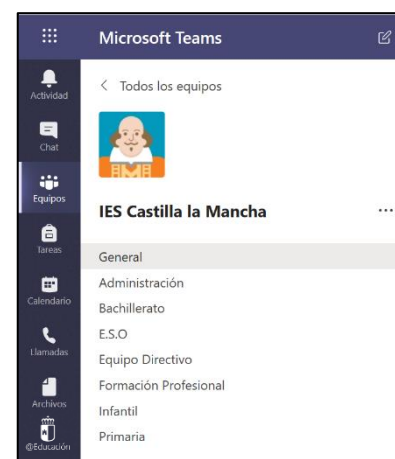 Microsoft Teams
Actividad
Chat
Equipos
Tareas
Calendario
Llamadas
Archivos
@Educación
Todos los equipos
IES Castilla la Mancha
General
Administración
Bachillerato
E.S.O
Equipo Directivo
Formación Profesional
Infantil
Primaria